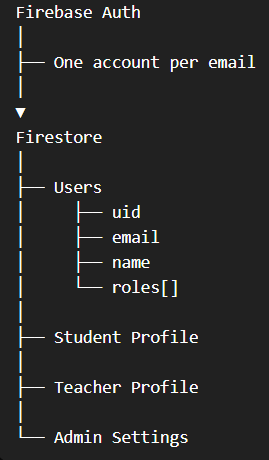 Firebase Auth
│
├── One account per email
│
▼
Firestore
│
├── Users
│     ├── uid
│     ├── email
│     ├── name
│     └── roles[]
│
├── Student Profile
│
├── Teacher Profile
│
└── Admin Settings